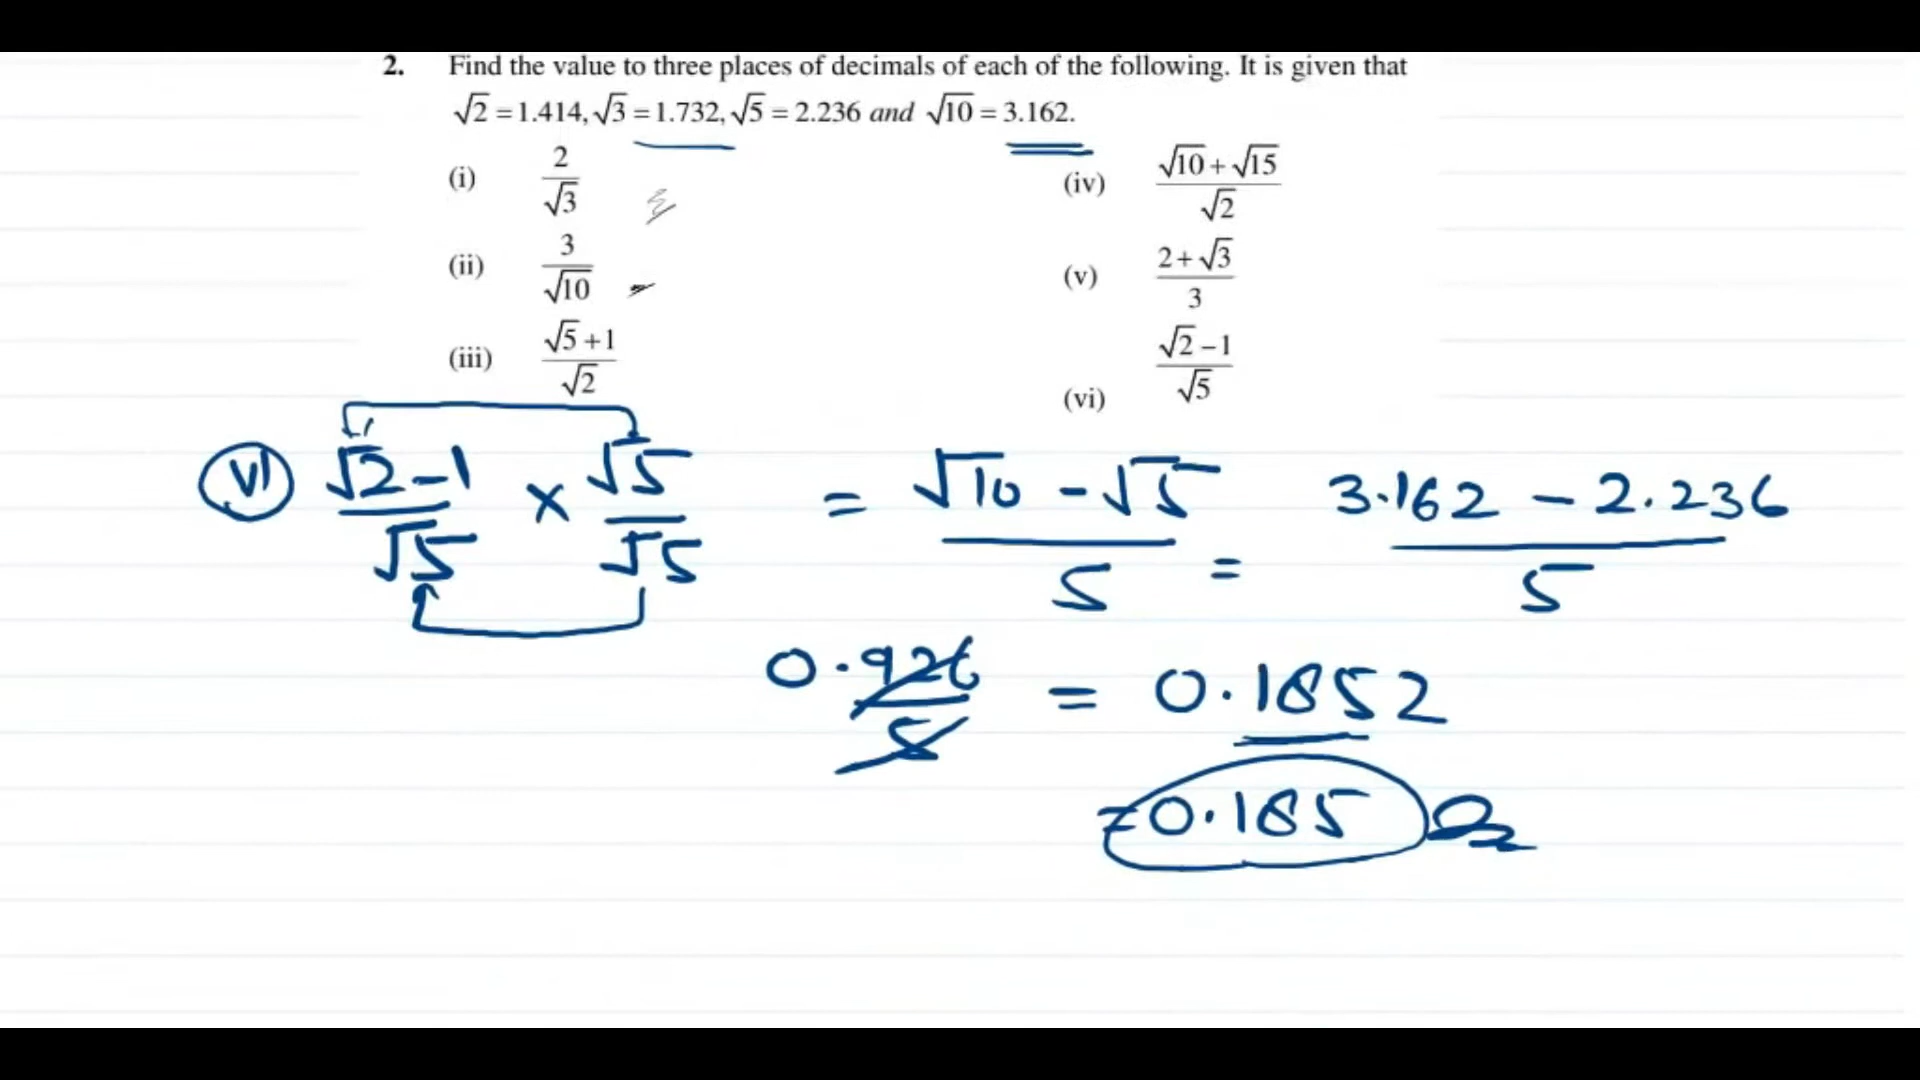 2. Find the value to three places of decimals of each of the following. It is given that
√2 = 1.414, √3 = 1.732, √5 = 2.236 and √10 = 3.162.
(i) 2/√3
(ii) 3/√10
(iii) (√5+1)/√2
(iv) (√10+√15)/√2
(v) (2+√3)/3
(vi) (√2–1)/√5
(vi) (√2-1)/√5 × √5/√5 = (√10-√5)/5 = (3.162-2.236)/5
0.926/5 = 0.1852
=0.185